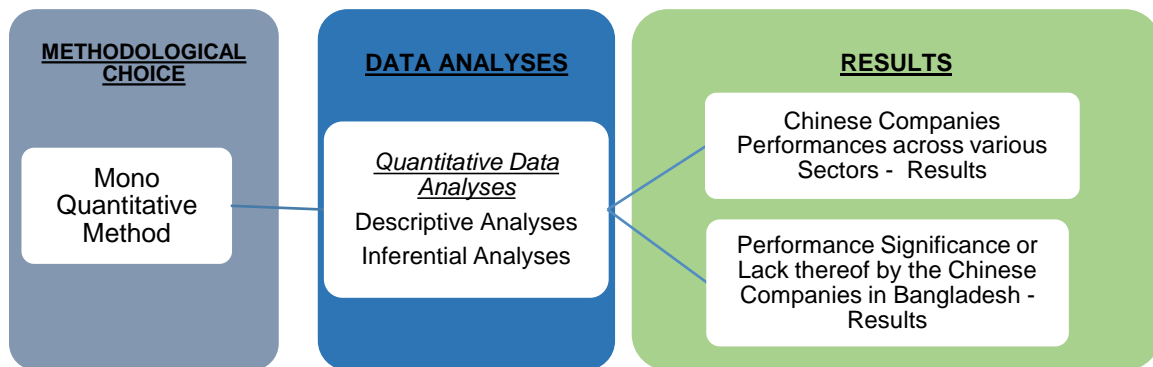 METHODOLOGICAL
CHOICE
Mono
Quantitative
Method
DATA ANALYSES
Quantitative Data
Analyses
Descriptive Analyses
Inferential Analyses
RESULTS
Chinese Companies
Performances across various
Sectors - Results
Performance Significance or
Lack thereof by the Chinese
Companies in Bangladesh -
Results